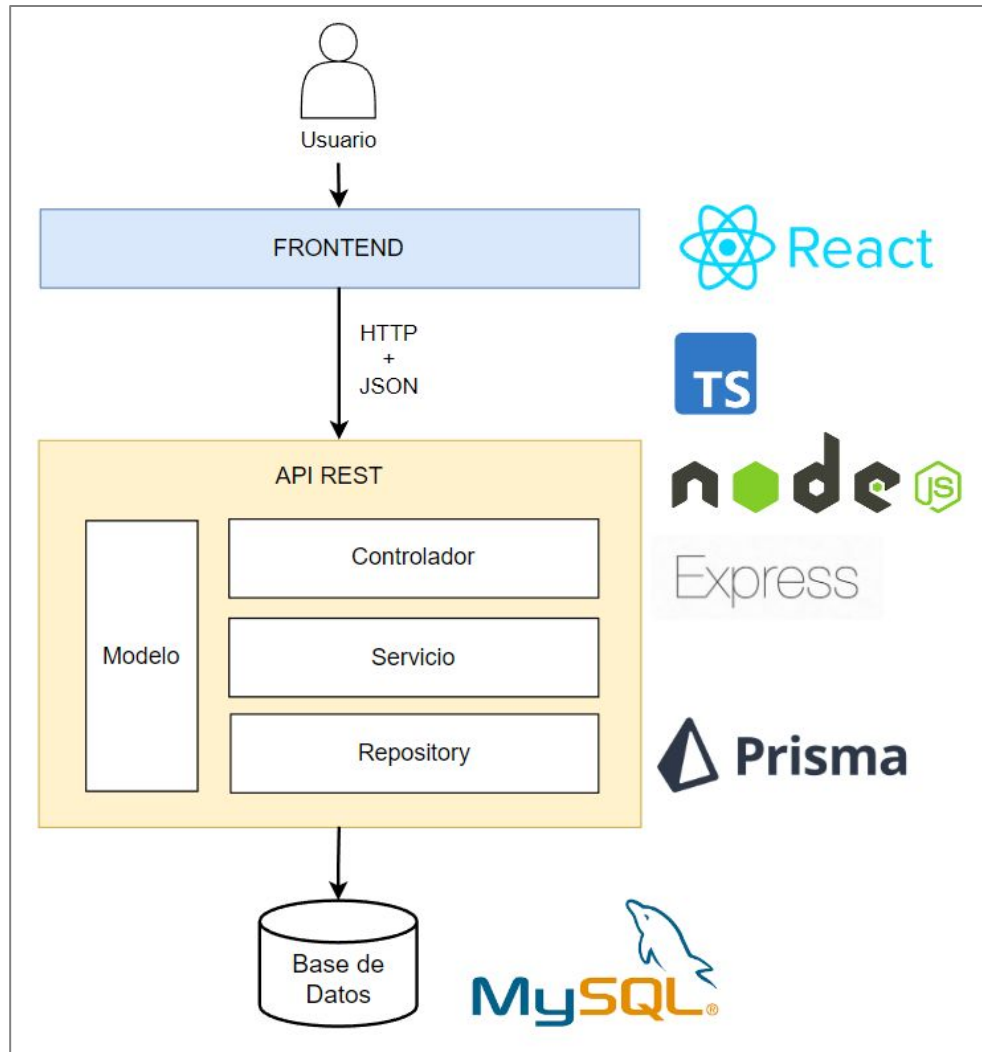 Usuario
FRONTEND
React
HTTP
+
JSON
TS
API REST
node
JS
Controlador
Express
Modelo
Servicio
Repository
Prisma
Base de
Datos
MySQL®